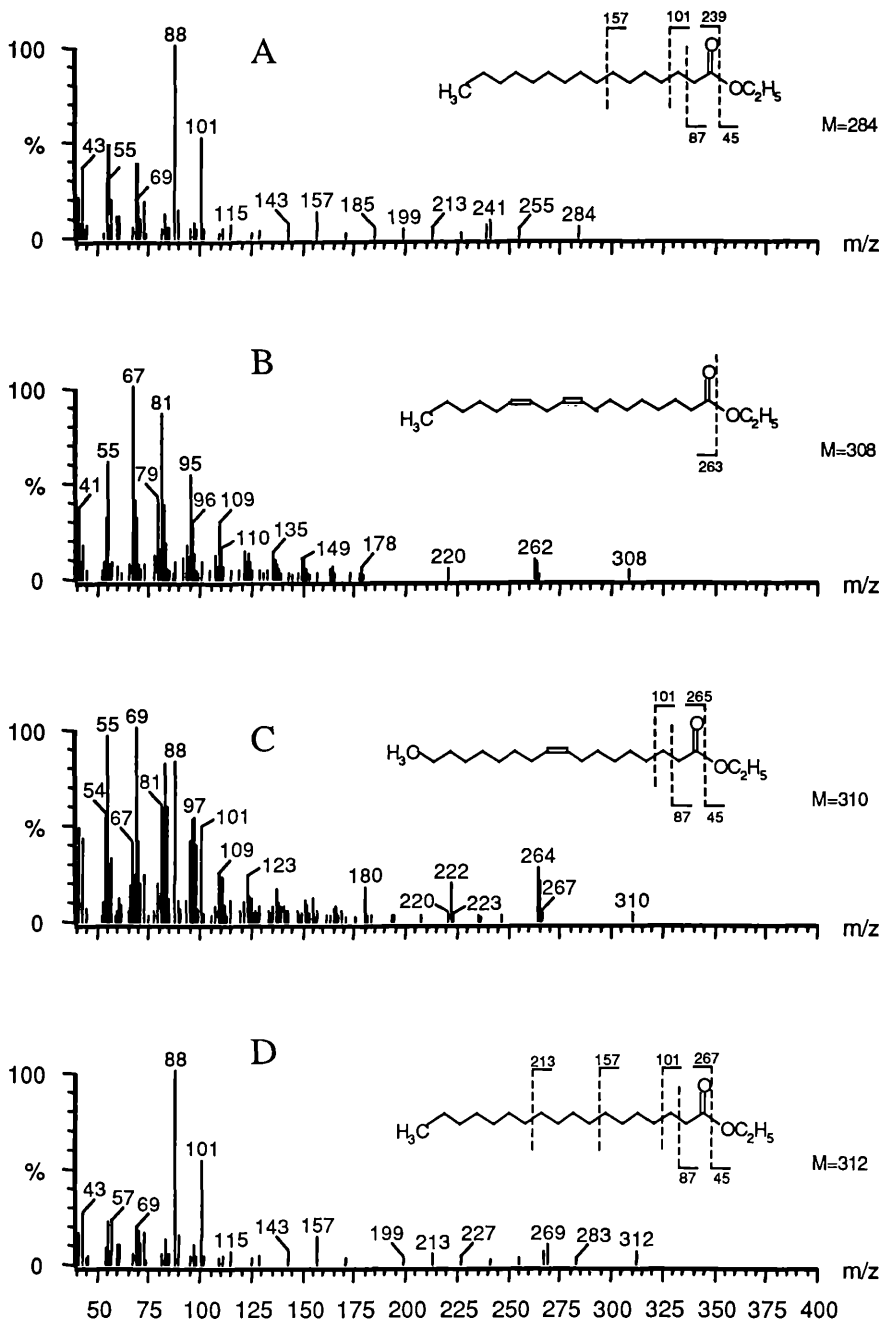 A
157 101 239
100
88
101
43
55
69
%
115
143
157
185
199
213
241
255
284
O
H₃C
OC₂H₅
87 45
M=284
0
m/z
B
100
67
81
55
95
79
41
96
109
%
110
135
149
178
220
262
308
O
H₃C
OC₂H₅
263
M=308
0
m/z
C
101 265
100
55
69
88
81
54
97
67
101
%
109
123
180
222
220
223
264
267
310
O
H₃O
OC₂H₅
87 45
M=310
0
m/z
D
213 157 101 267
100
88
101
%
43
57
69
115
143
157
199
213
227
269
283
312
O
H₃C
OC₂H₅
87 45
M=312
0
50 75 100 125 150 175 200 225 250 275 300 325 350 375 400
m/z